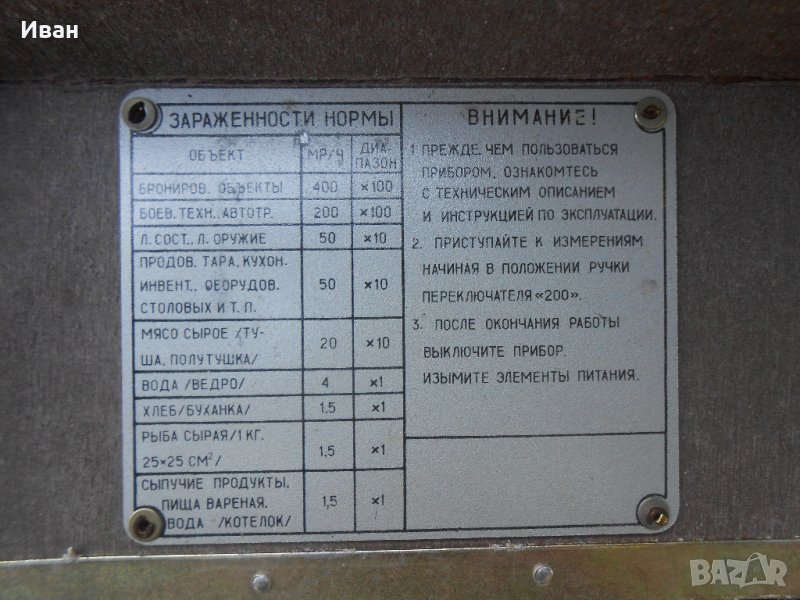 Иван
ЗАРАЖЕННОСТИ НОРМЫ
ОБЪЕКТ МР/Ч ДИА-
ПАЗОН
БРОНИРОВ. ОБЪЕКТЫ 400 ×100
БОЕВ. ТЕХН., АВТОТР. 200 ×100
Л. СОСТ., Л. ОРУЖИЕ 50 ×10
ПРОДОВ. ТАРА, КУХОН.
ИНВЕНТ., ОБОРУДОВ. 50 ×10
СТОЛОВЫХ И Т. П.
МЯСО СЫРОЕ /ТУ-
ША, ПОЛУТУШКА/ 20 ×10
ВОДА /ВЕДРО/ 4 ×1
ХЛЕБ/БУХАНКА/ 1,5 ×1
РЫБА СЫРАЯ/1 КГ.
25×25 СМ²/ 1,5 ×1
СЫПУЧИЕ ПРОДУКТЫ,
ПИЩА ВАРЕНАЯ, 1,5 ×1
ВОДА /КОТЕЛОК/
ВНИМАНИЕ!
1. ПРЕЖДЕ, ЧЕМ ПОЛЬЗОВАТЬСЯ
ПРИБОРОМ, ОЗНАКОМТЕСЬ
С ТЕХНИЧЕСКИМ ОПИСАНИЕМ
И ИНСТРУКЦИЕЙ ПО ЭКСПЛУАТАЦИИ.
2. ПРИСТУПАЙТЕ К ИЗМЕРЕНИЯМ
НАЧИНАЯ В ПОЛОЖЕНИИ РУЧКИ
ПЕРЕКЛЮЧАТЕЛЯ «200».
3. ПОСЛЕ ОКОНЧАНИЯ РАБОТЫ
ВЫКЛЮЧИТЕ ПРИБОР.
ИЗЫМИТЕ ЭЛЕМЕНТЫ ПИТАНИЯ.
BAZAR